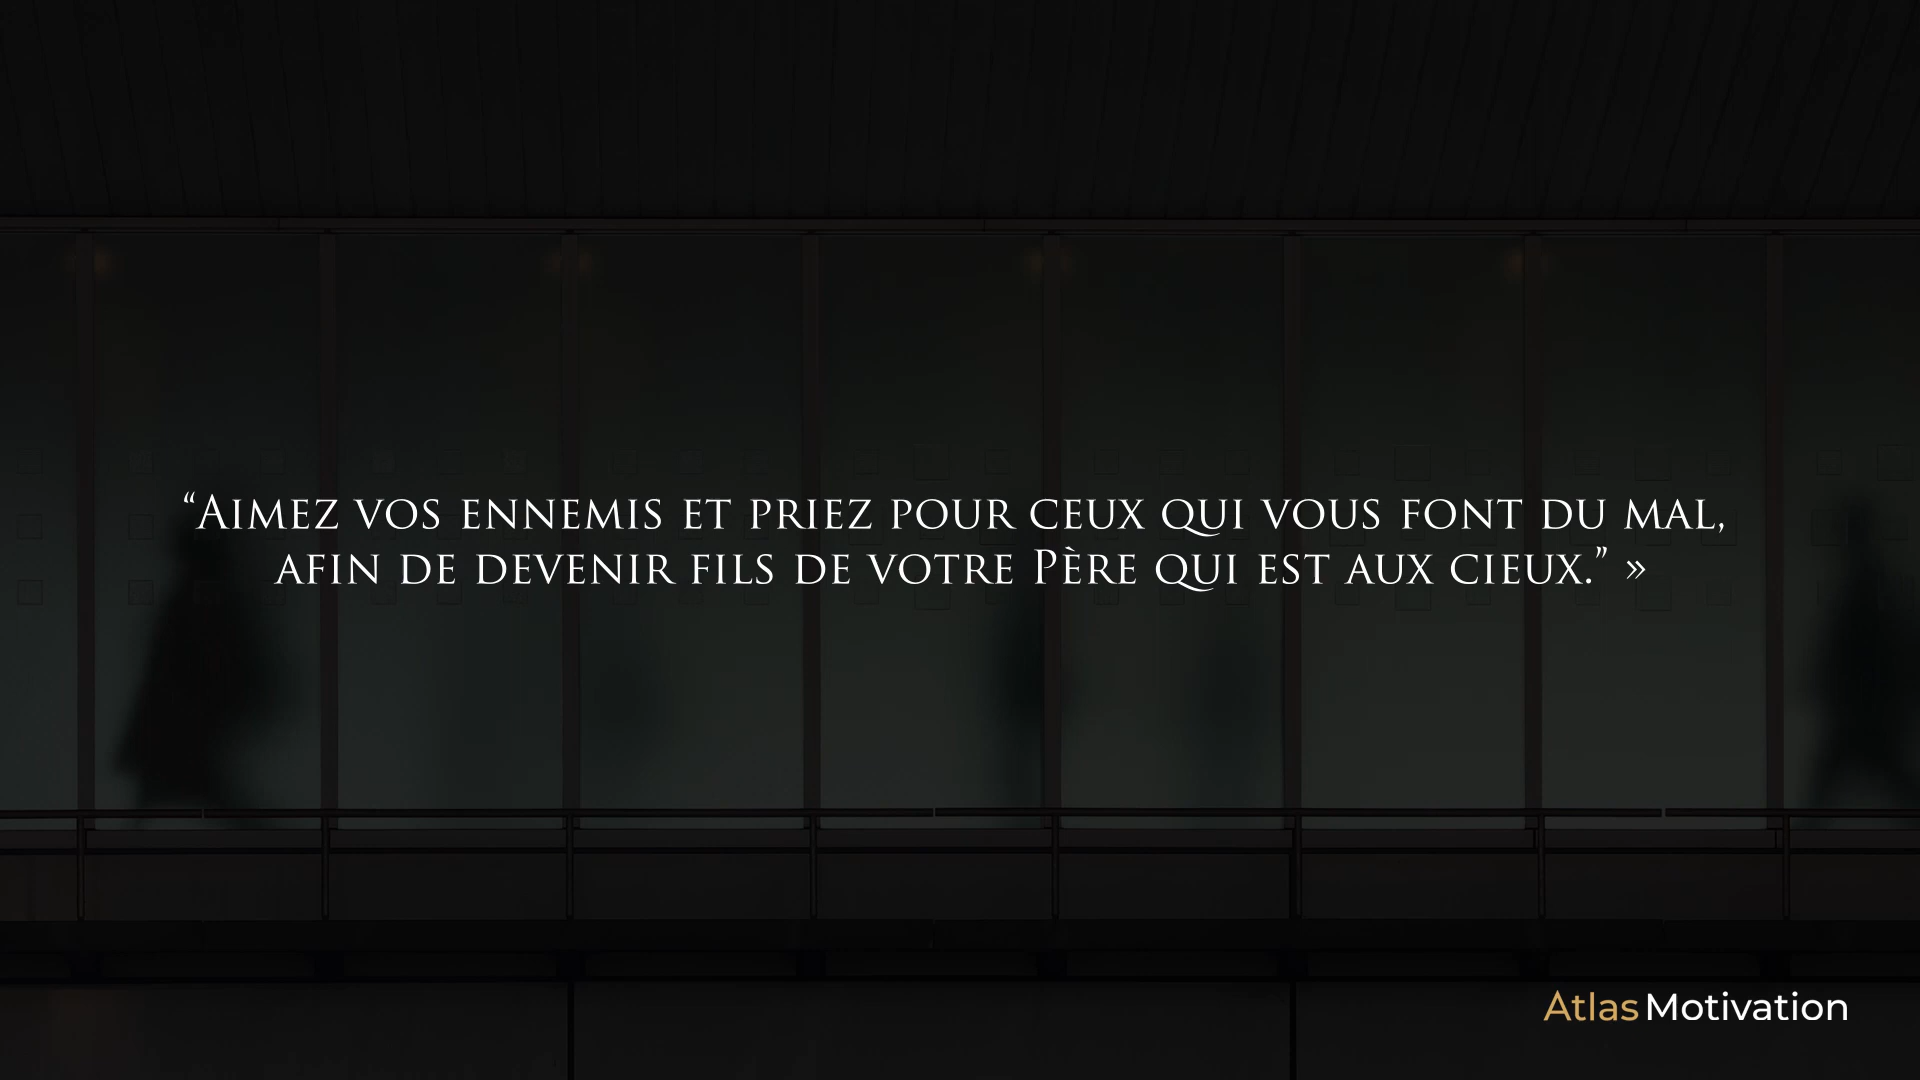 “Aimez vos ennemis et priez pour ceux qui vous font du mal,
afin de devenir fils de votre Père qui est aux cieux.” »
Atlas Motivation